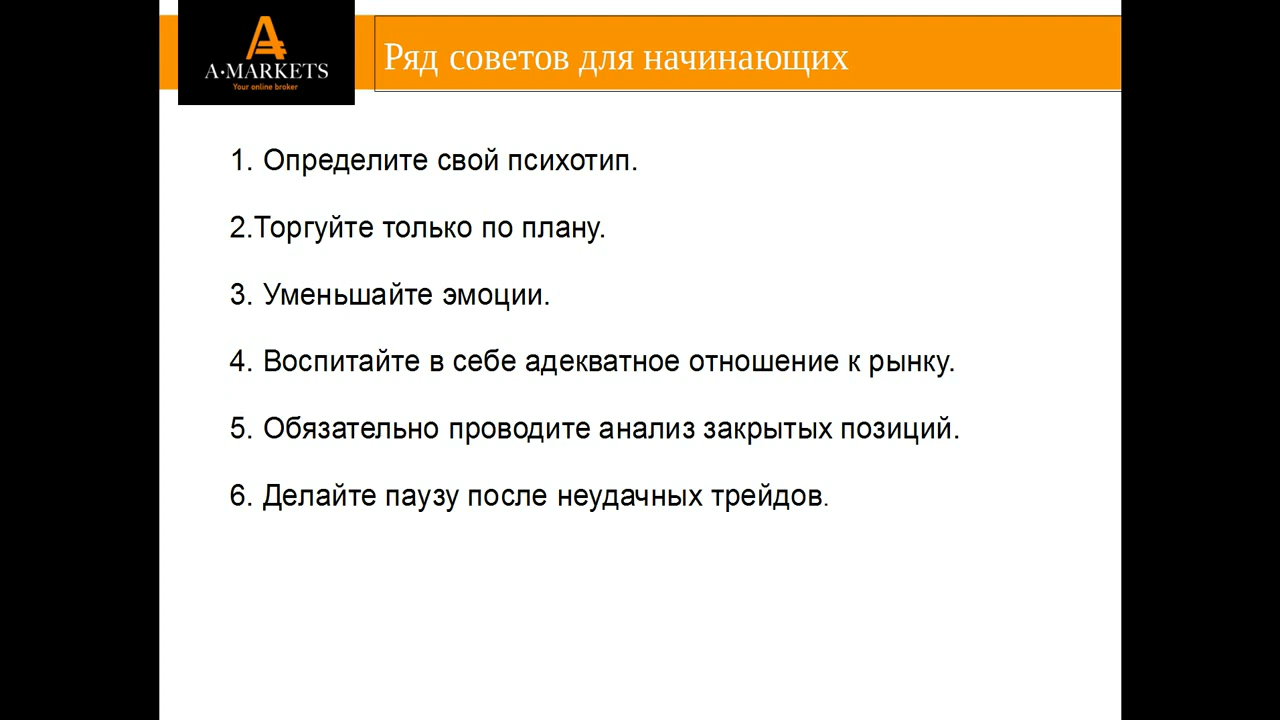 A·MARKETS
Your online broker
Ряд советов для начинающих
1. Определите свой психотип.
2.Торгуйте только по плану.
3. Уменьшайте эмоции.
4. Воспитайте в себе адекватное отношение к рынку.
5. Обязательно проводите анализ закрытых позиций.
6. Делайте паузу после неудачных трейдов.